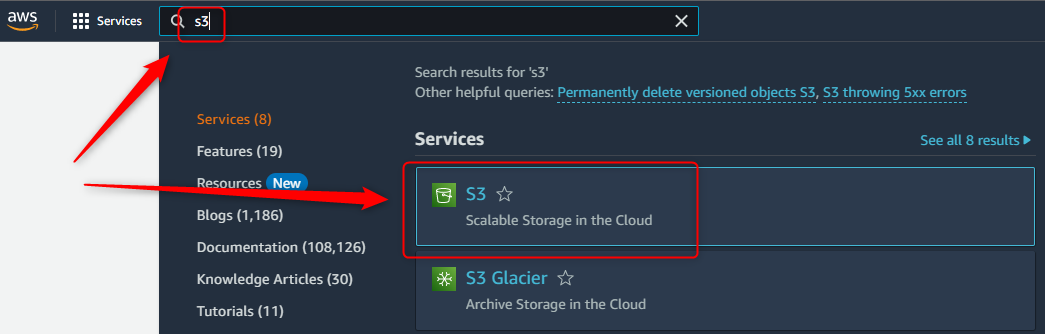 aws
Services
s3
Search results for 's3'
Other helpful queries: Permanently delete versioned objects S3, S3 throwing 5xx errors
Services (8)
Features (19)
Resources New
Blogs (1,186)
Documentation (108,126)
Knowledge Articles (30)
Tutorials (11)
Services
See all 8 results
S3
Scalable Storage in the Cloud
S3 Glacier
Archive Storage in the Cloud